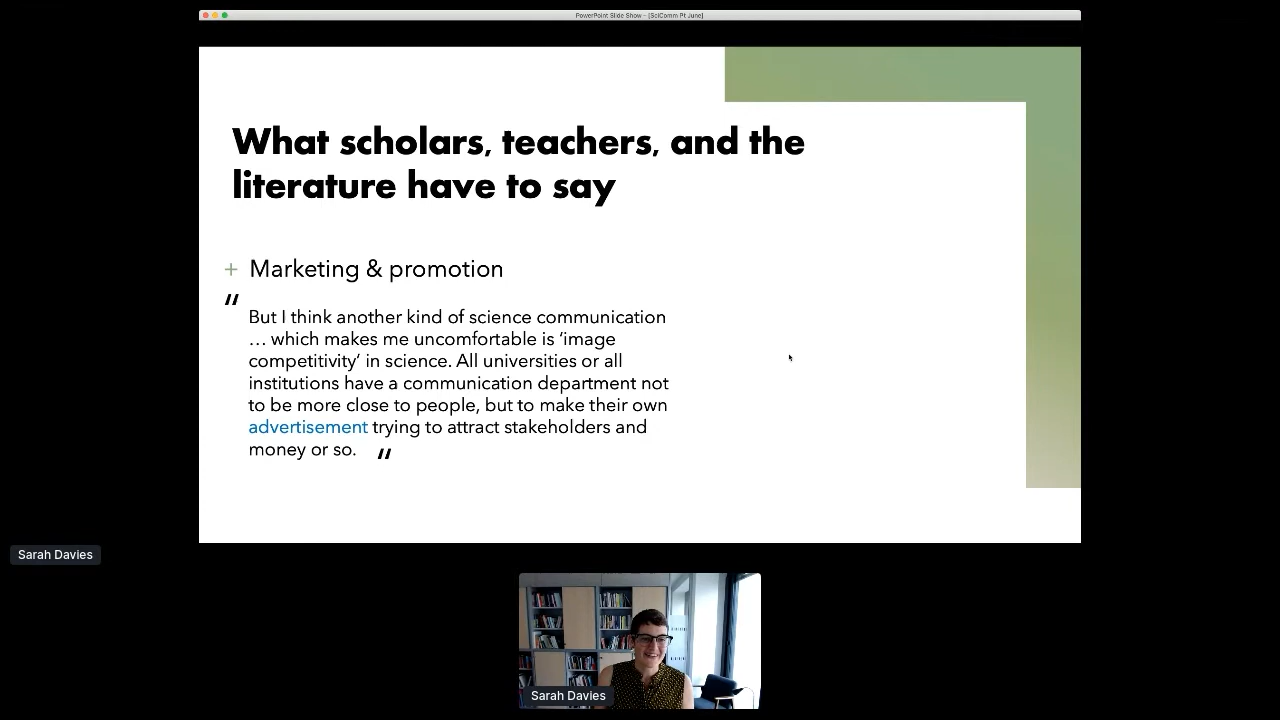 PowerPoint Slide Show - [SciComm Pt June]
What scholars, teachers, and the
literature have to say
+ Marketing & promotion
"
But I think another kind of science communication
… which makes me uncomfortable is ‘image
competitivity’ in science. All universities or all
institutions have a communication department not
to be more close to people, but to make their own
advertisement trying to attract stakeholders and
money or so. "
Sarah Davies
Sarah Davies